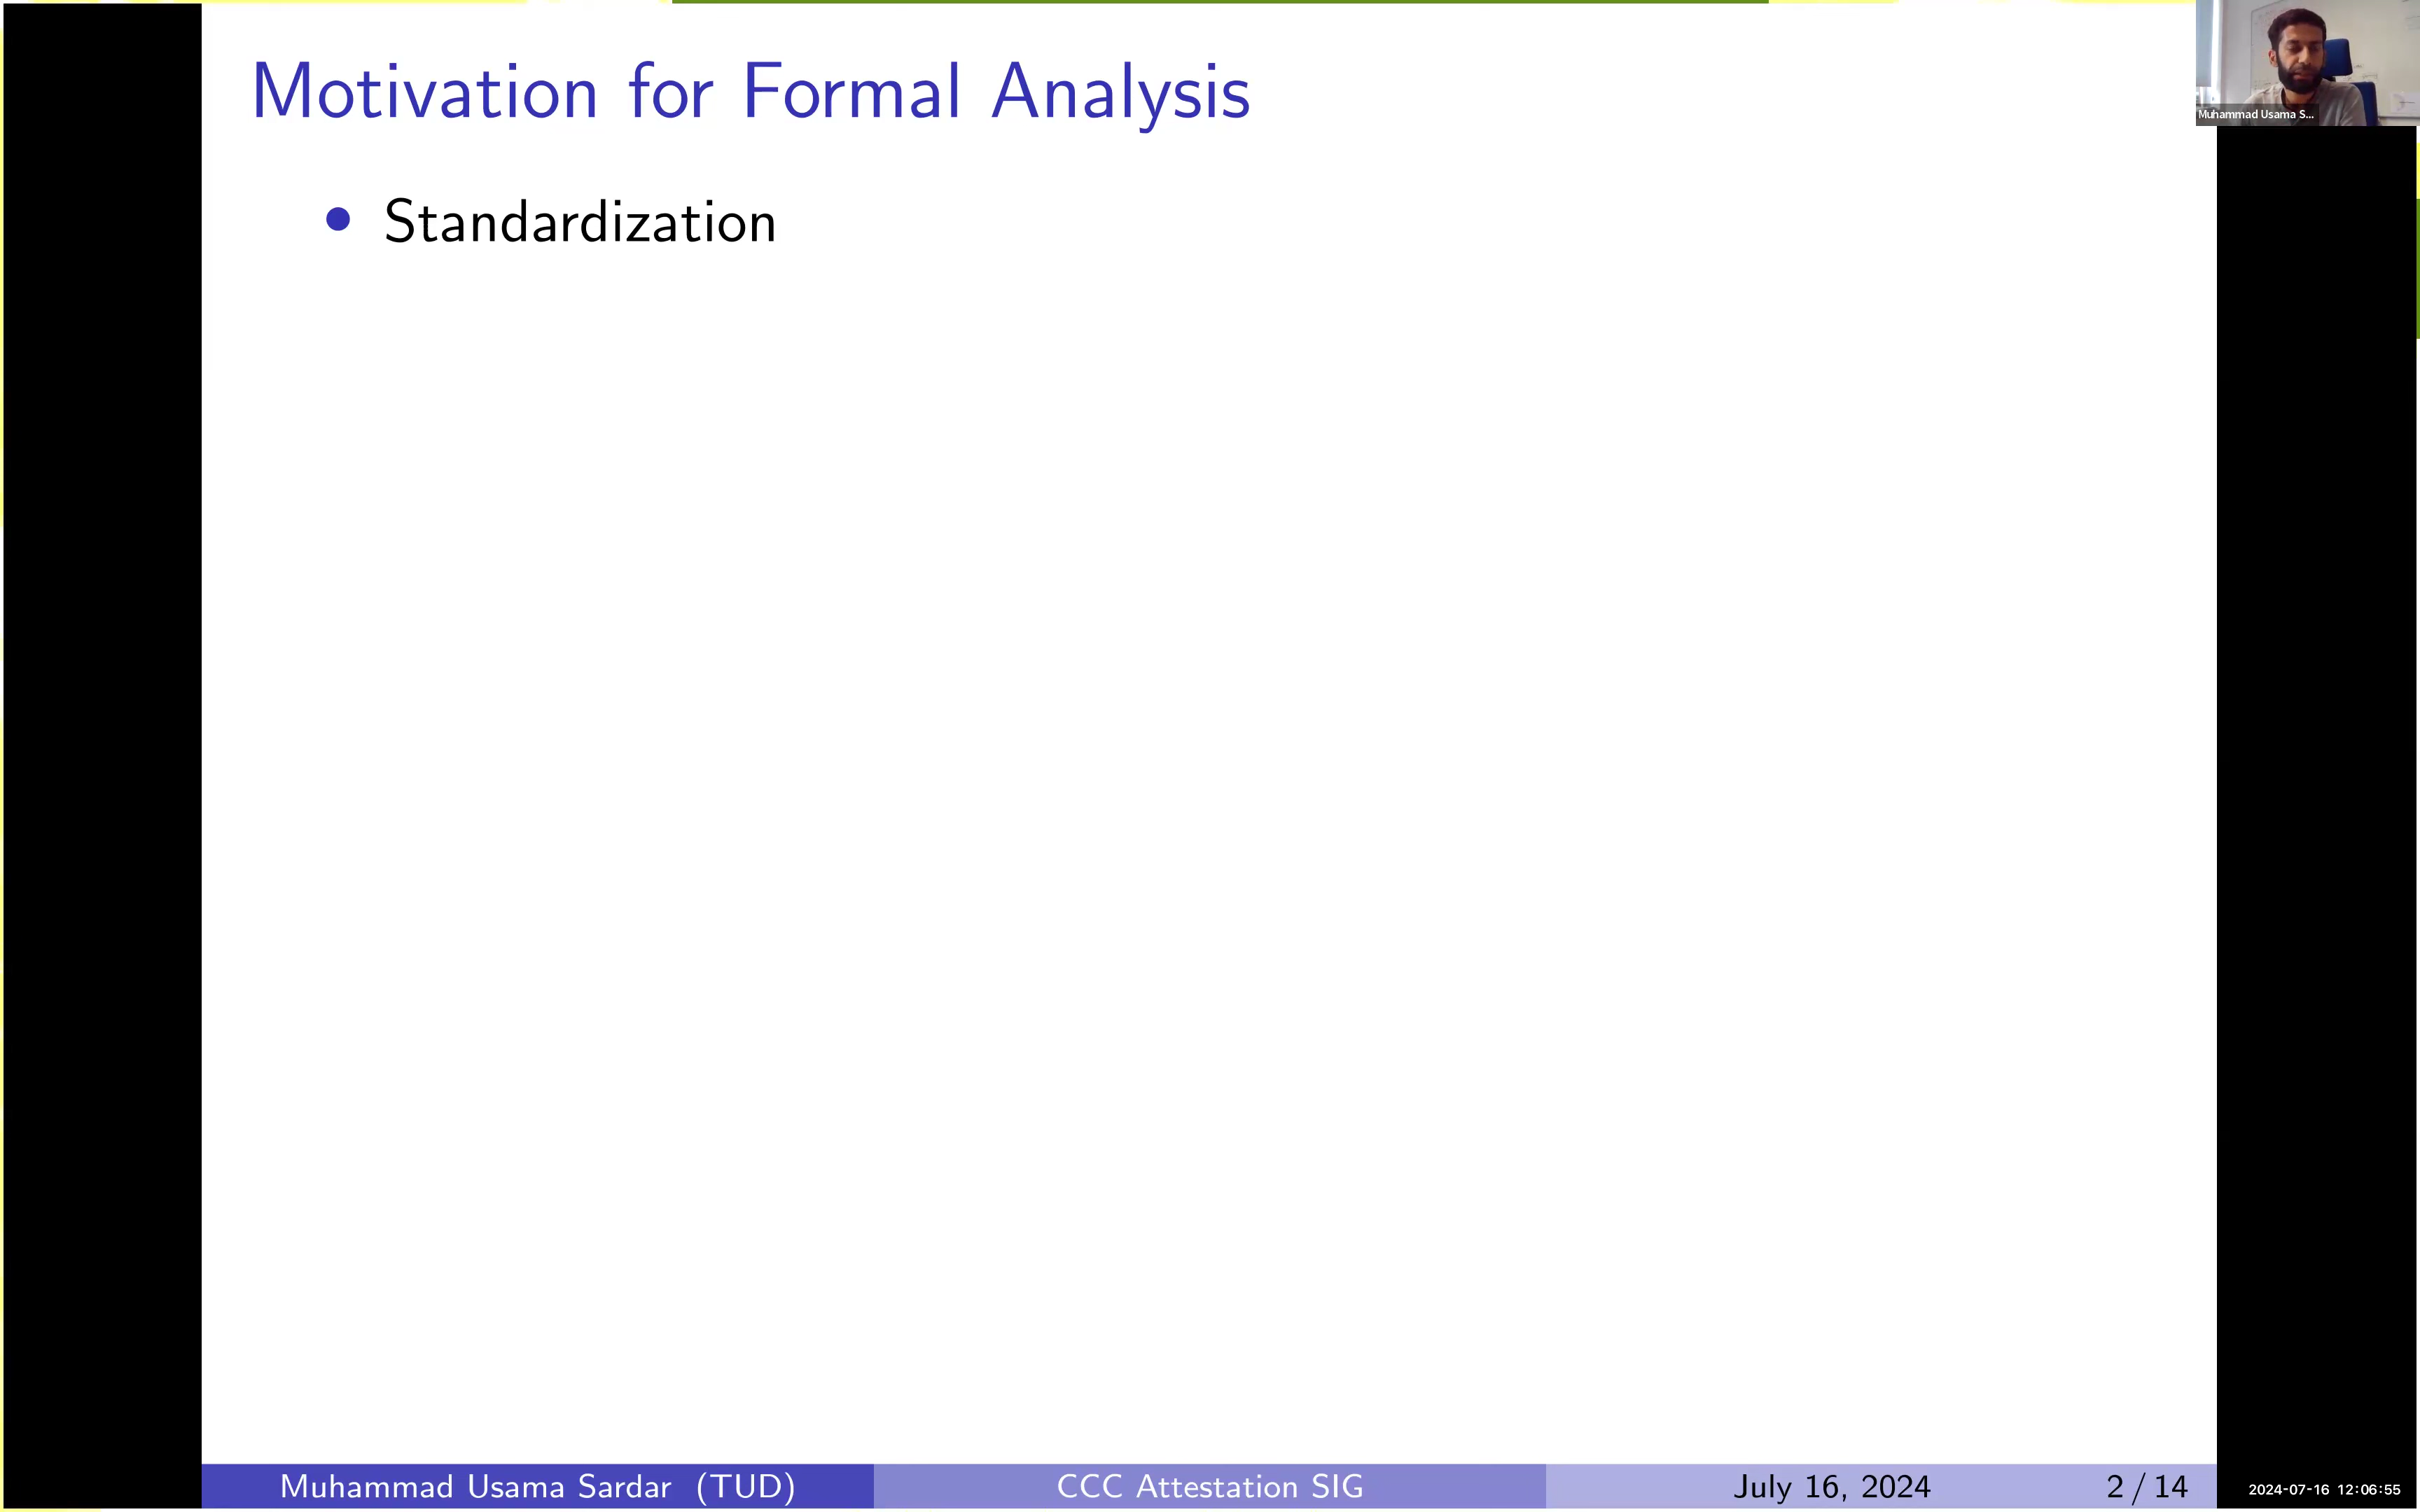 Motivation for Formal Analysis
Muhammad Usama S...
• Standardization
Muhammad Usama Sardar (TUD)
CCC Attestation SIG
July 16, 2024
2 / 14
2024-07-16 12:06:55